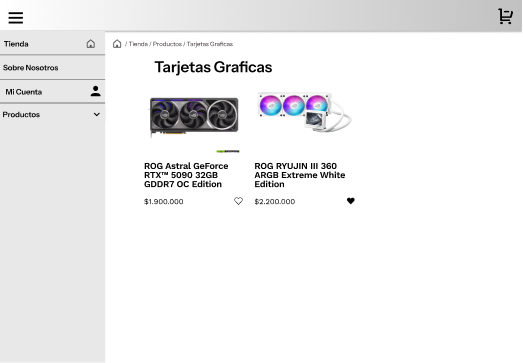 Tienda
Sobre Nosotros
Mi Cuenta
Productos
/ Tienda / Productos / Tarjetas Graficas
Tarjetas Graficas
ROG Astral GeForce
RTX™ 5090 32GB
GDDR7 OC Edition
$1.900.000
ROG RYUJIN III 360
ARGB Extreme White
Edition
$2.200.000